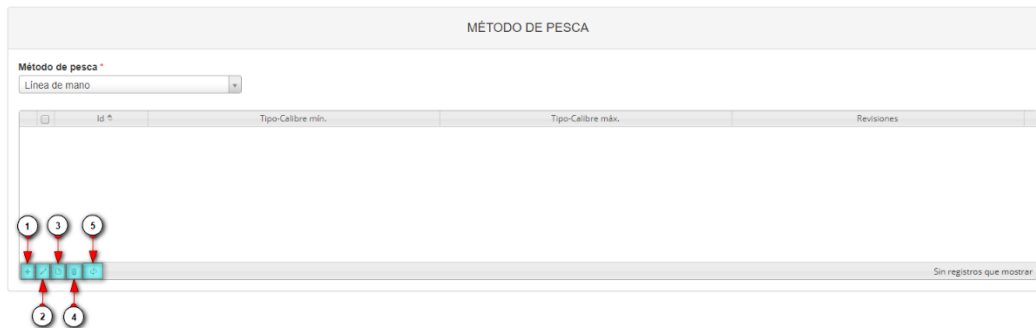 MÉTODO DE PESCA
Método de pesca *
Línea de mano
Id Tipo-Calibre mín. Tipo-Calibre máx. Revisiones
1 3 5
Sin registros que mostrar
2 4